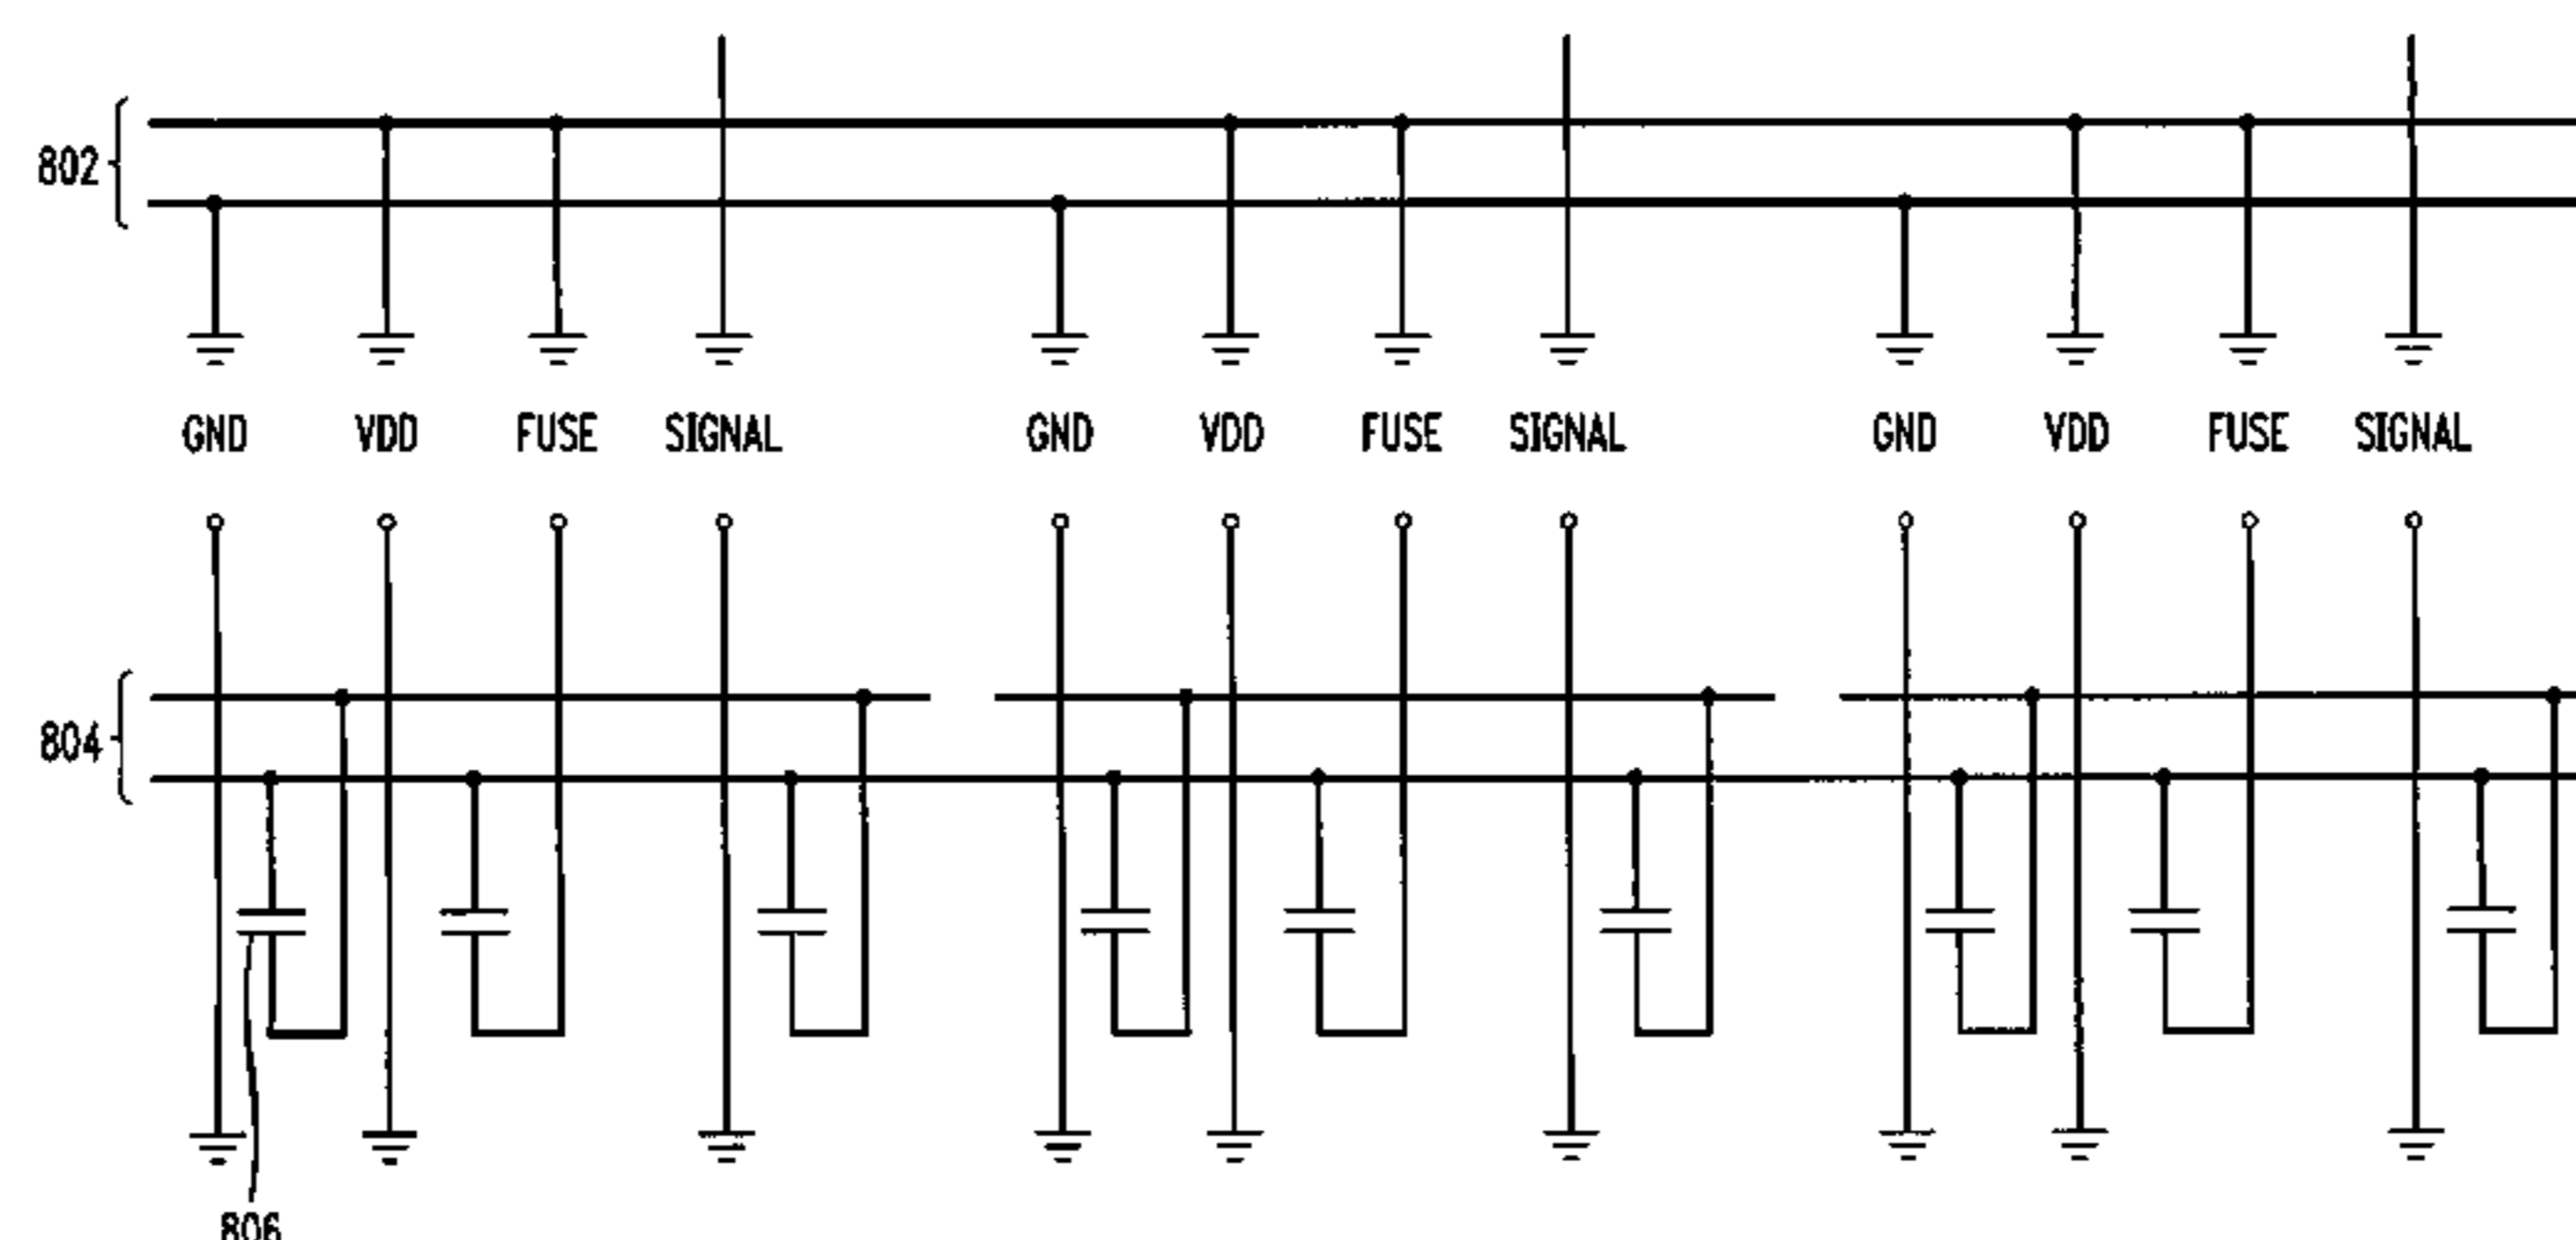 802
GND VDD FUSE SIGNAL GND VDD FUSE SIGNAL GND VDD FUSE SIGNAL
804
806